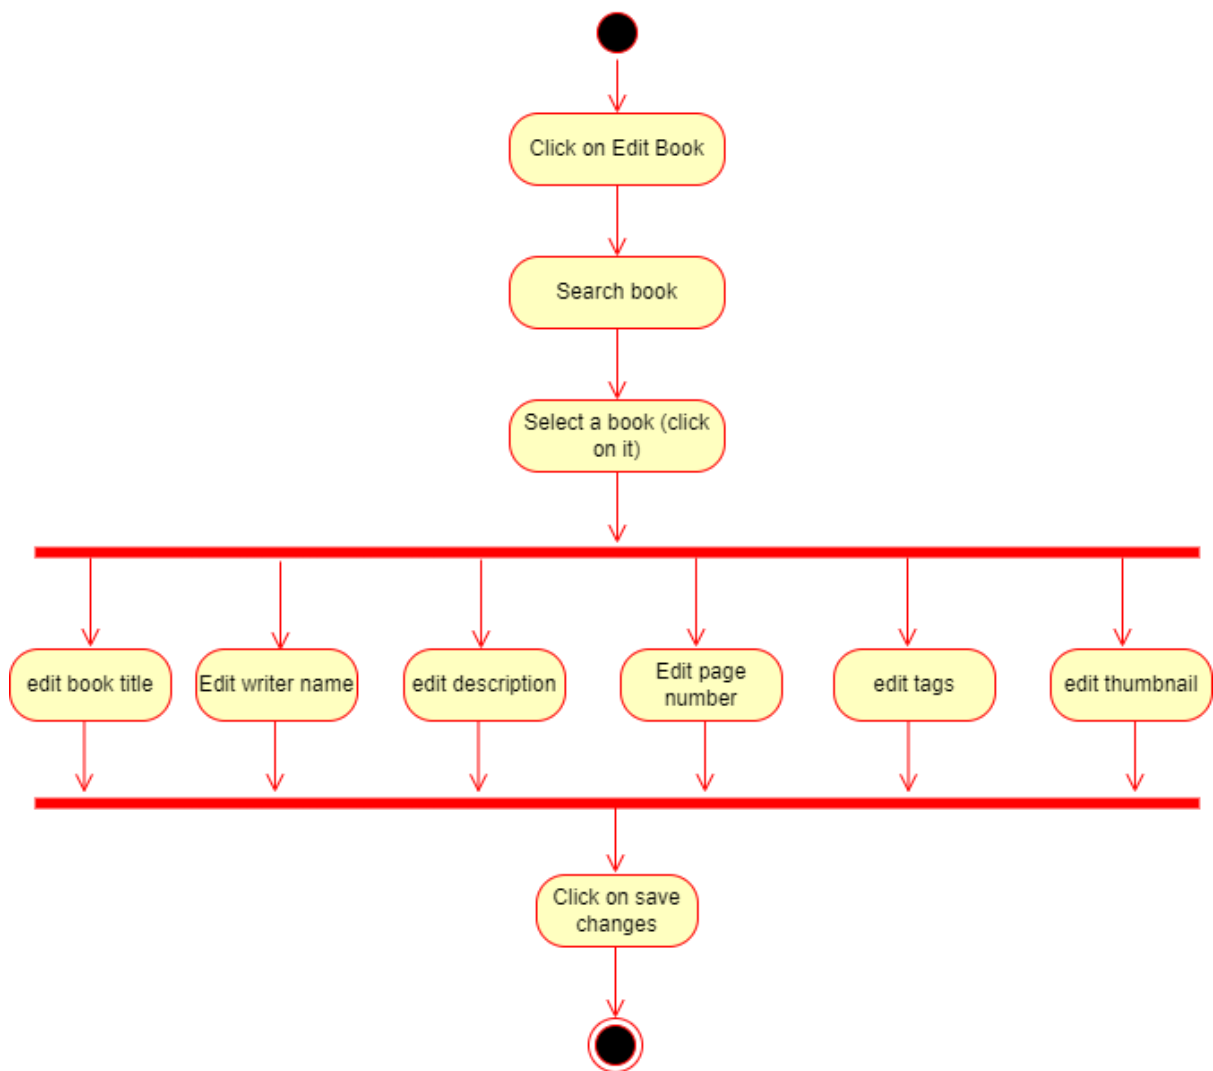 Click on Edit Book
Search book
Select a book (click
on it)
edit book title
Edit writer name
edit description
Edit page
number
edit tags
edit thumbnail
Click on save
changes